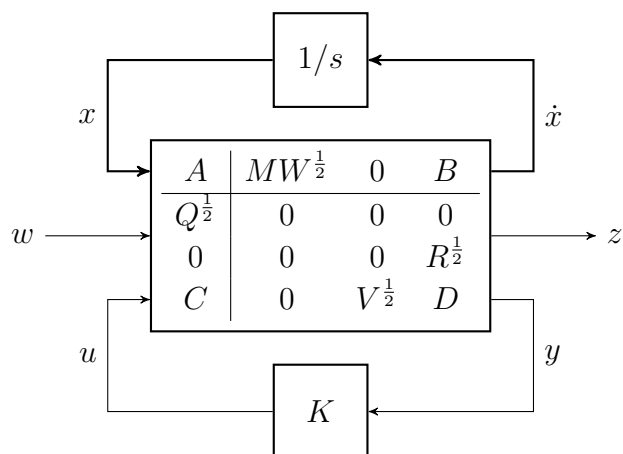 1/s
x
ẋ
A MW^{1/2} 0 B
Q^{1/2} 0 0 0
w
z
0 0 0 R^{1/2}
C 0 V^{1/2} D
u
y
K